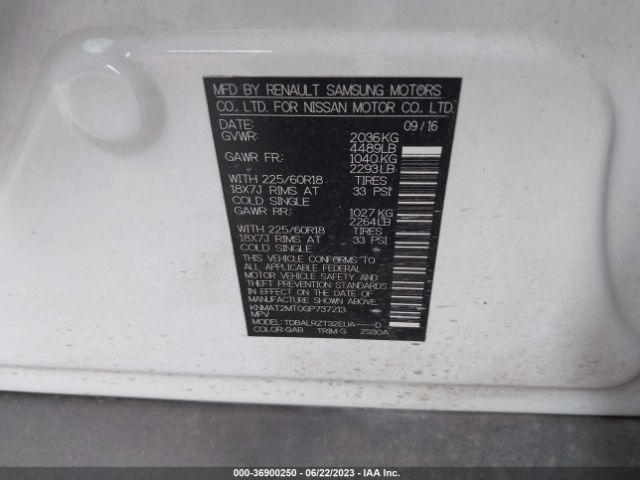 MFD BY RENAULT SAMSUNG MOTORS
CO. LTD. FOR NISSAN MOTOR CO. LTD.
DATE: 09/16
GVWR: 2036KG
4489LB
GAWR FR: 1040KG
2293LB
WITH 225/60R18 TIRES
18X7J RIMS AT 33 PSI
COLD SINGLE
GAWR RR: 1027KG
2264LB
WITH 225/60R18 TIRES
18X7J RIMS AT 33 PSI
COLD SINGLE
THIS VEHICLE CONFORMS TO
ALL APPLICABLE FEDERAL
MOTOR VEHICLE SAFETY AND
THEFT PREVENTION STANDARDS
IN EFFECT ON THE DATE OF
MANUFACTURE SHOWN ABOVE.
KNMAT2MT0GP737213
MPV
MODEL: TDBALRZT32EUA----D
COLOR:QAB TRIM:G ZS30A
000-36900250 - 06/22/2023 - IAA Inc.